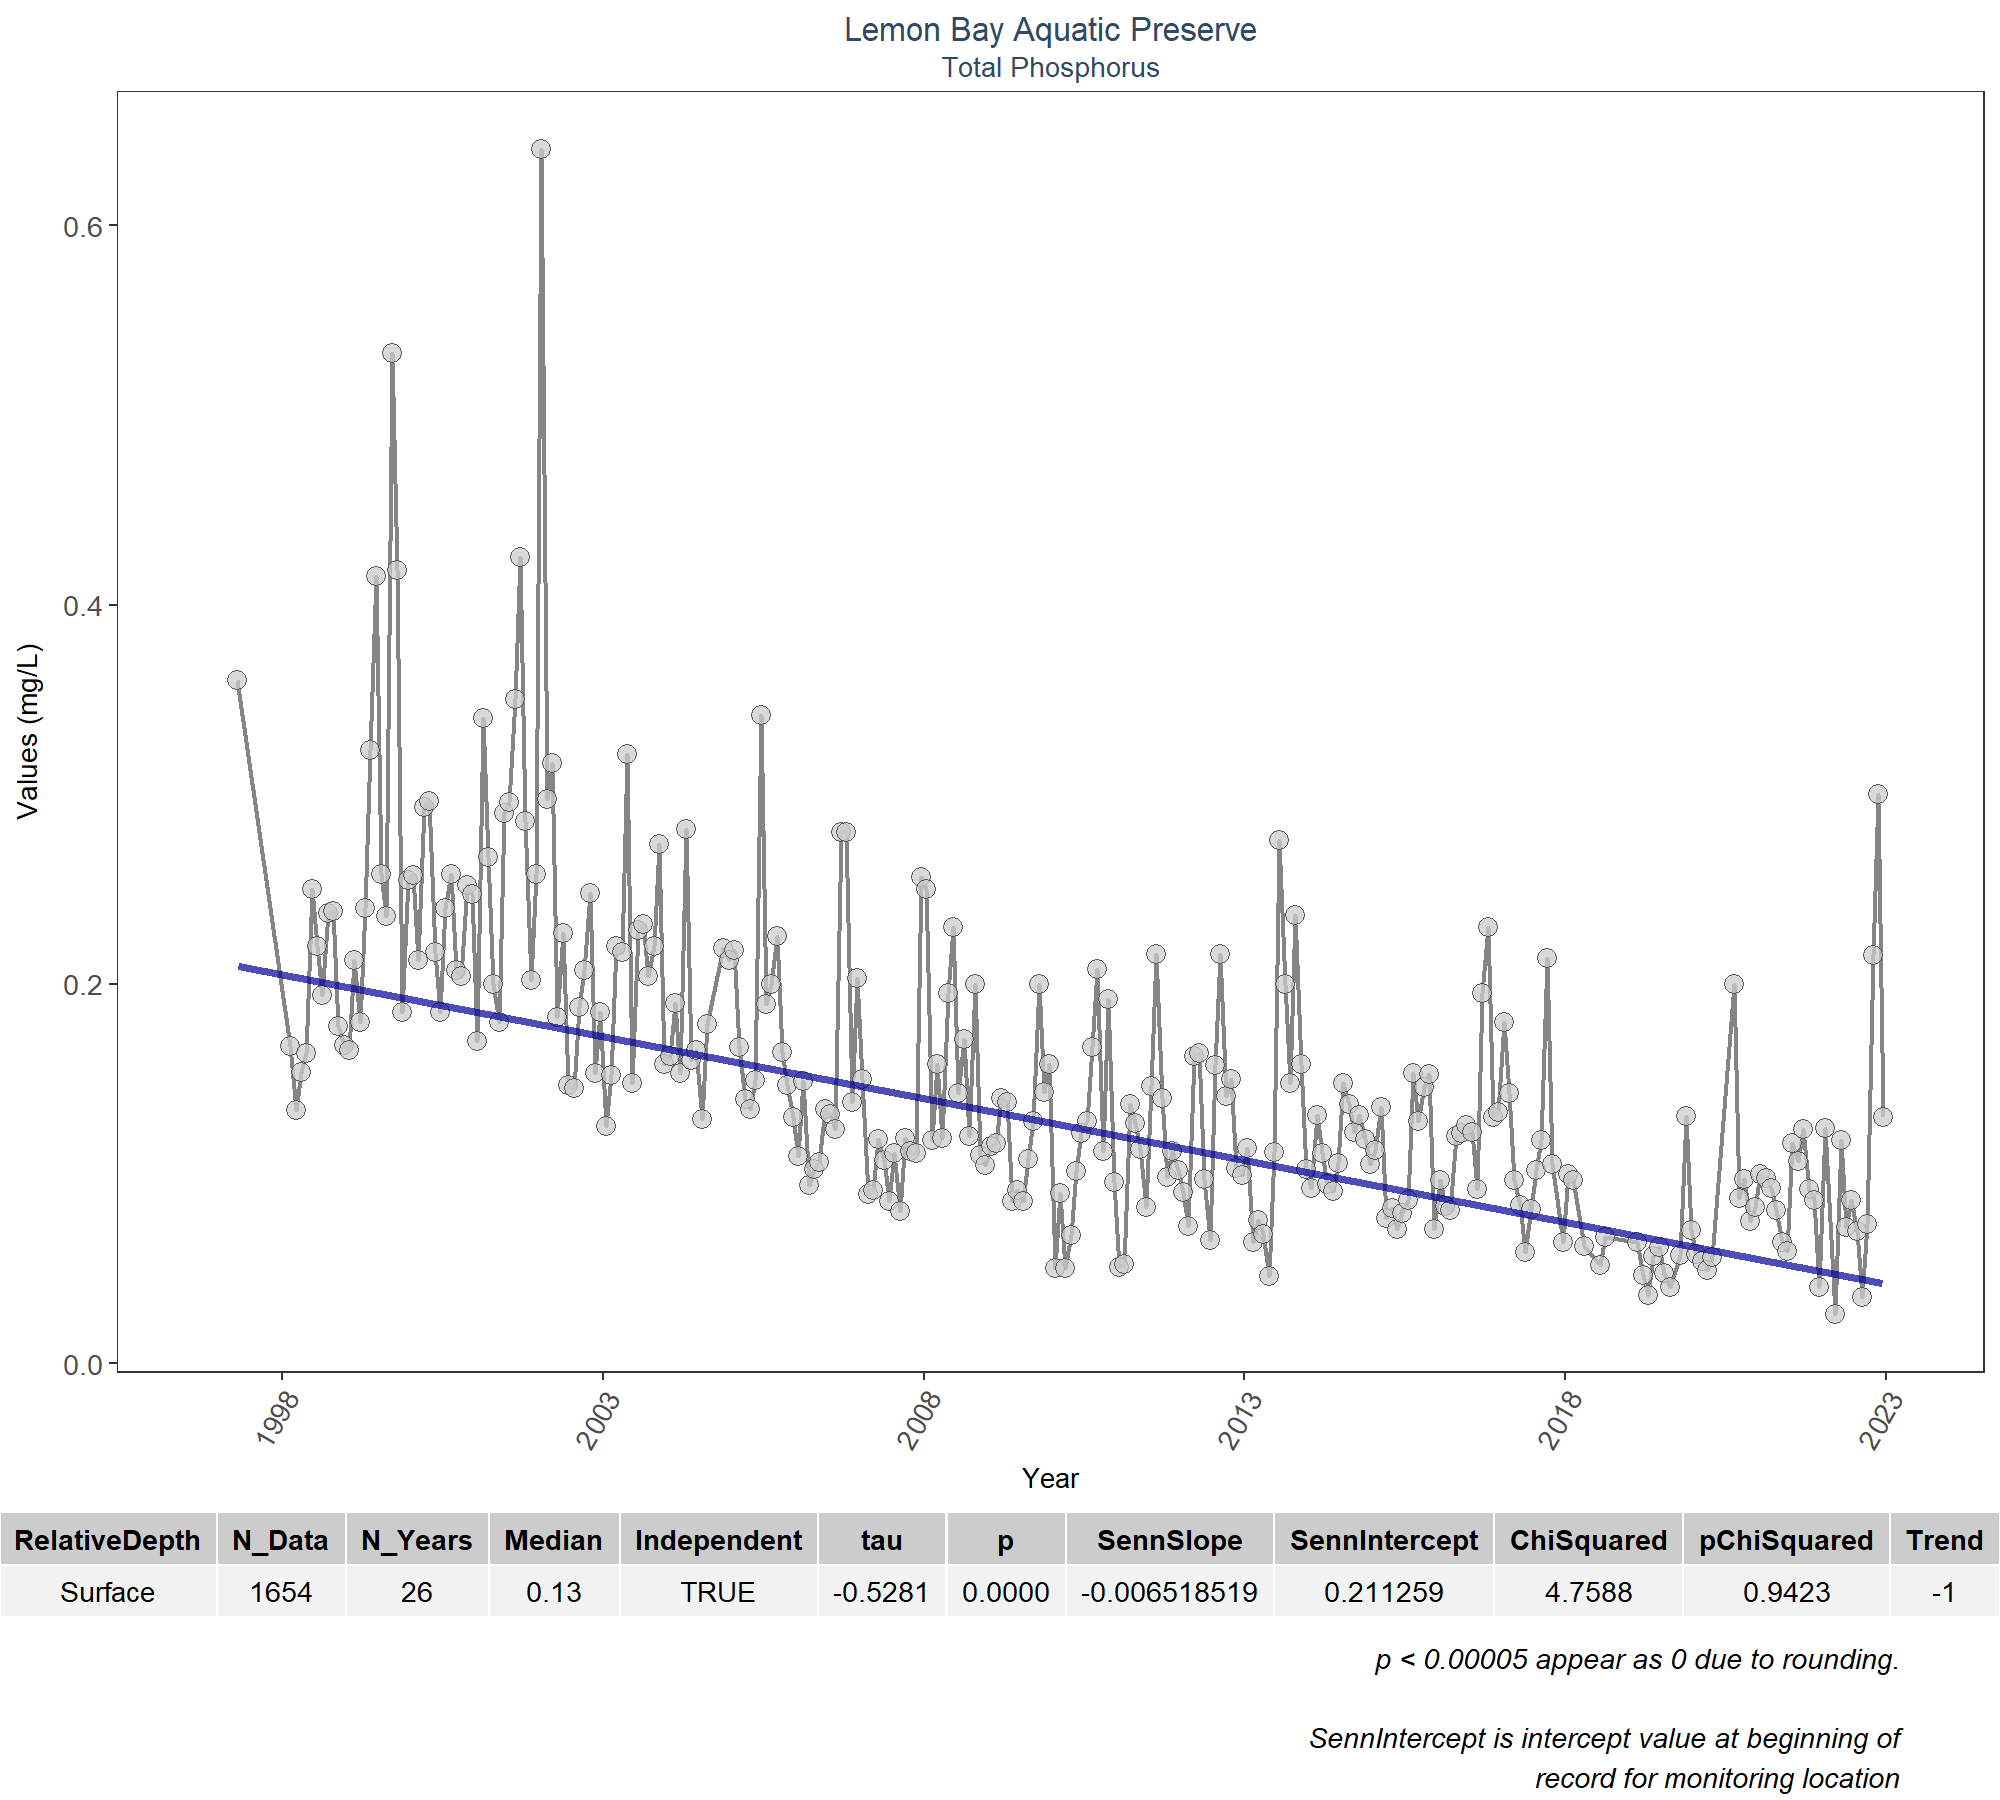 Lemon Bay Aquatic Preserve
Total Phosphorus
0.6
0.4
0.2
0.0
Values (mg/L)
1998 2003 2008 2013 2018 2023
Year
RelativeDepth N_Data N_Years Median Independent tau p SennSlope SennIntercept ChiSquared pChiSquared Trend
Surface 1654 26 0.13 TRUE -0.5281 0.0000 -0.006518519 0.211259 4.7588 0.9423 -1
p < 0.00005 appear as 0 due to rounding.
SennIntercept is intercept value at beginning of
record for monitoring location